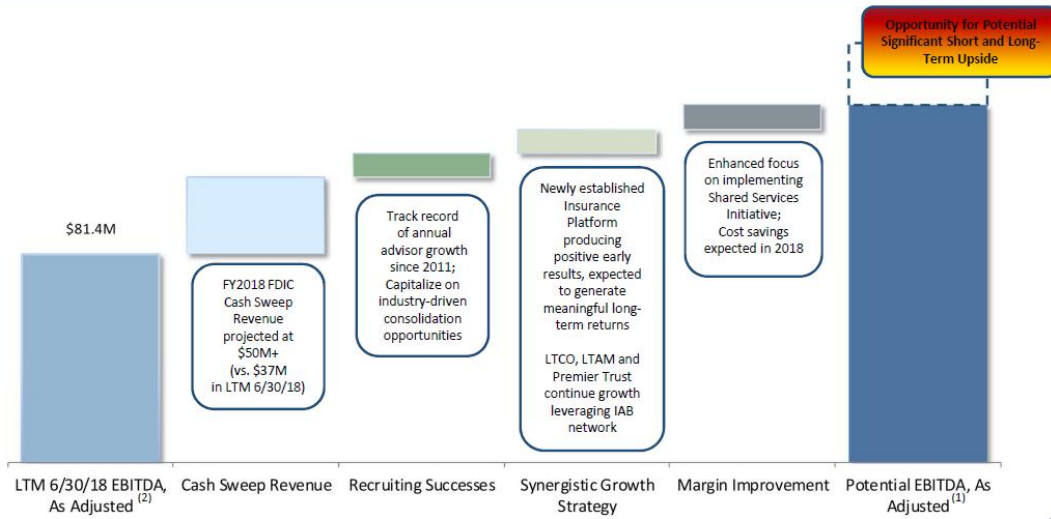 Opportunity for Potential
Significant Short and Long-
Term Upside
$81.4M
FY2018 FDIC
Cash Sweep
Revenue
projected at
$50M+
(vs. $37M
in LTM 6/30/18)
Track record
of annual
advisor growth
since 2011;
Capitalize on
industry-driven
consolidation
opportunities
Newly established
Insurance
Platform
producing
positive early
results, expected
to generate
meaningful long-
term returns
LTCO, LTAM and
Premier Trust
continue growth
leveraging IAB
network
Enhanced focus
on implementing
Shared Services
Initiative;
Cost savings
expected in 2018
LTM 6/30/18 EBITDA,
As Adjusted (2)
Cash Sweep Revenue
Recruiting Successes
Synergistic Growth
Strategy
Margin Improvement
Potential EBITDA, As
Adjusted (1)